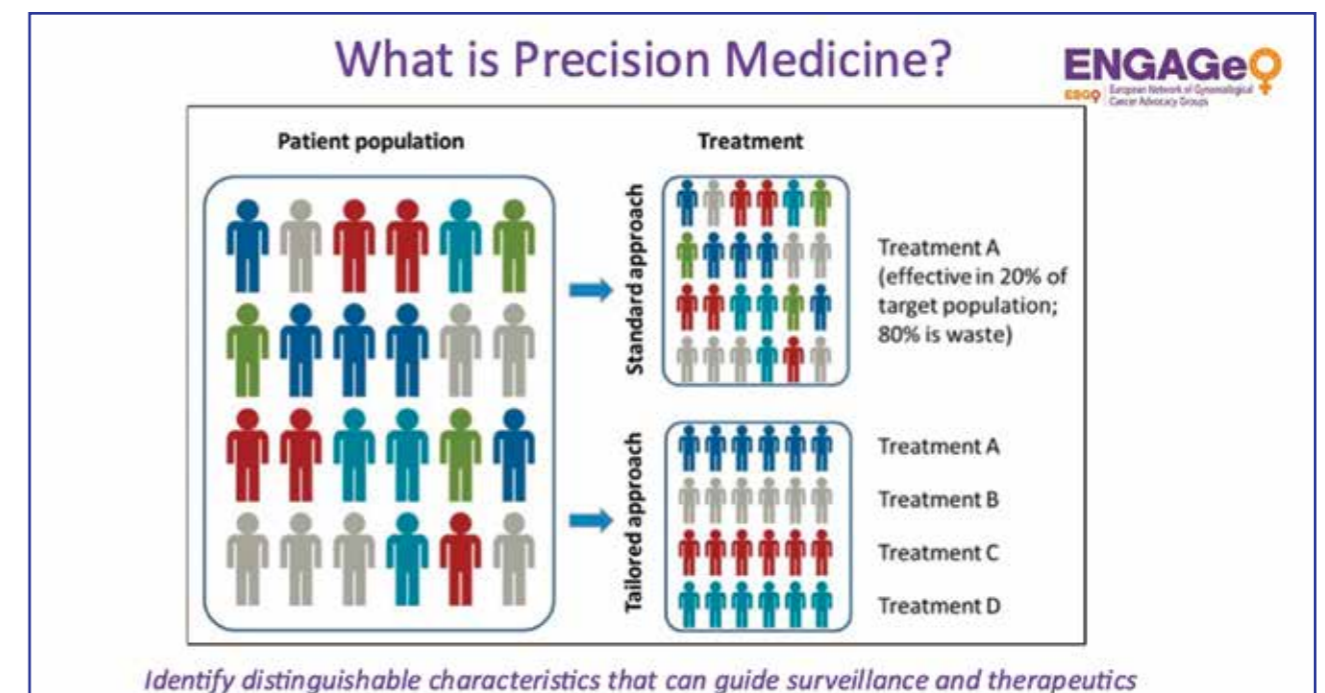 What is Precision Medicine?
ENGAGe
ESGO
European Network of Gynaecological
Cancer Advocacy Groups
Patient population
Treatment
Standard approach
Treatment A
(effective in 20% of
target population;
80% is waste)
Tailored approach
Treatment A
Treatment B
Treatment C
Treatment D
Identify distinguishable characteristics that can guide surveillance and therapeutics